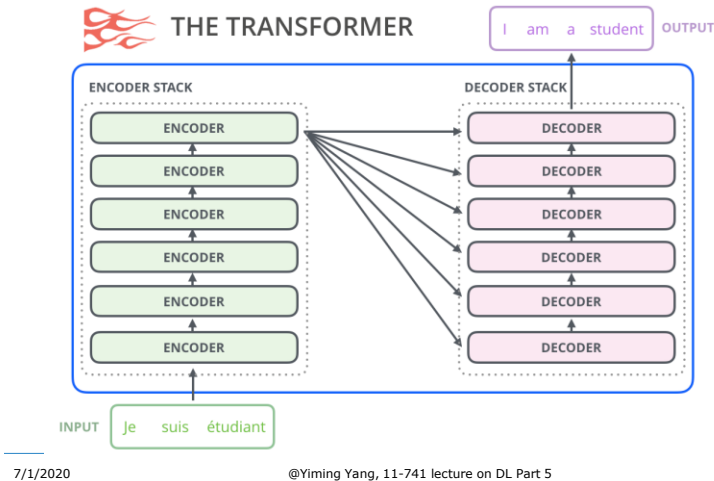 THE TRANSFORMER
I am a student
OUTPUT
ENCODER STACK
DECODER STACK
ENCODER
ENCODER
ENCODER
ENCODER
ENCODER
ENCODER
DECODER
DECODER
DECODER
DECODER
DECODER
DECODER
INPUT
Je suis étudiant
7/1/2020
@Yiming Yang, 11-741 lecture on DL Part 5